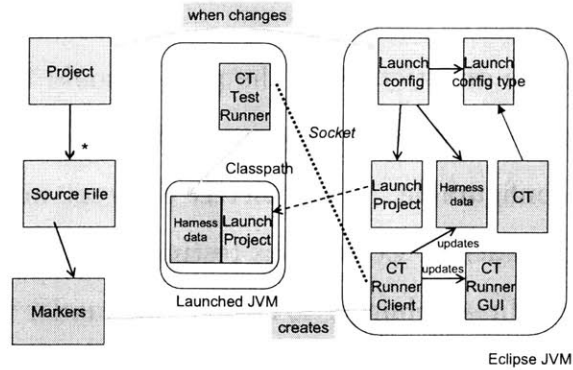 when changes
Project
*
Source File
Markers
CT
Test
Runner
Classpath
Harness
data
Launch
Project
Launched JVM
Socket
creates
Launch
config
Launch
config type
Launch
Project
Harness
data
CT
updates
CT
Runner
Client
updates
CT
Runner
GUI
Eclipse JVM